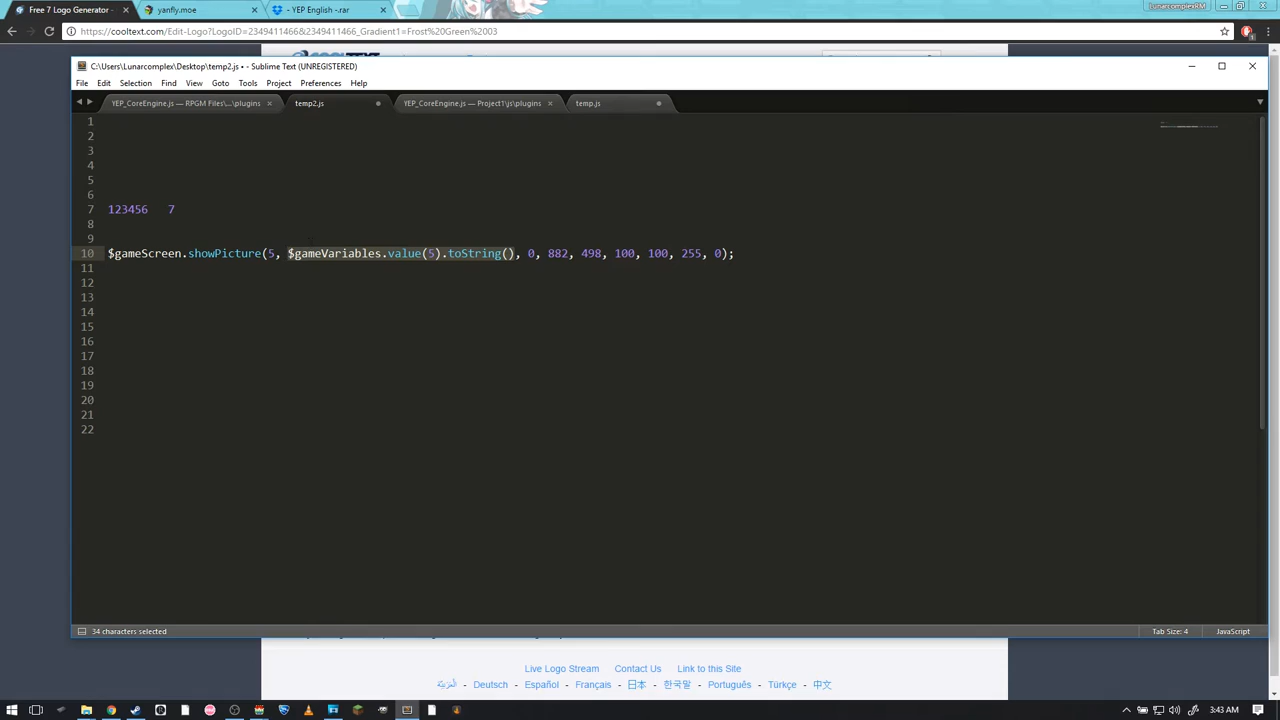 Free 7 Logo Generator -
yanfly.moe
- YEP English -.rar
LunarcomplexRM
https://cooltext.com/Edit-Logo?LogoID=2349411466&2349411466_Gradient1=Frost%20Green%2003
C:\Users\Lunarcomplex\Desktop\temp2.js • - Sublime Text (UNREGISTERED)
File Edit Selection Find View Goto Tools Project Preferences Help
YEP_CoreEngine.js — RPGM Files\...\plugins
temp2.js
YEP_CoreEngine.js — Project1\js\plugins
temp.js
1
2
3
4
5
6
7 123456 7
8
9
10 $gameScreen.showPicture(5, $gameVariables.value(5).toString(), 0, 882, 498, 100, 100, 255, 0);
11
12
13
14
15
16
17
18
19
20
21
22
34 characters selected
Tab Size: 4 JavaScript
Live Logo Stream Contact Us Link to this Site
العَرَبِيَّة Deutsch Español Français 日本 한국말 Português Türkçe 中文
3:43 AM